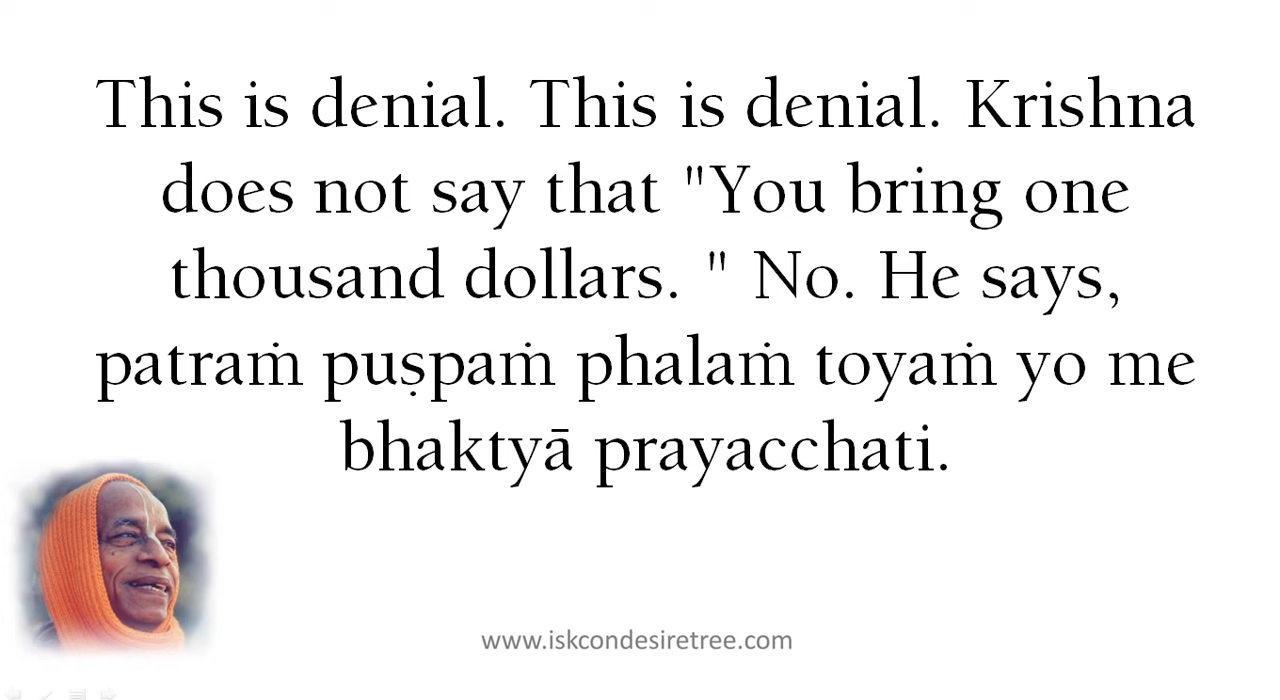 This is denial. This is denial. Krishna
does not say that "You bring one
thousand dollars. " No. He says,
patraṁ puṣpaṁ phalaṁ toyaṁ yo me
bhaktyā prayacchati.
www.iskcondesiretree.com